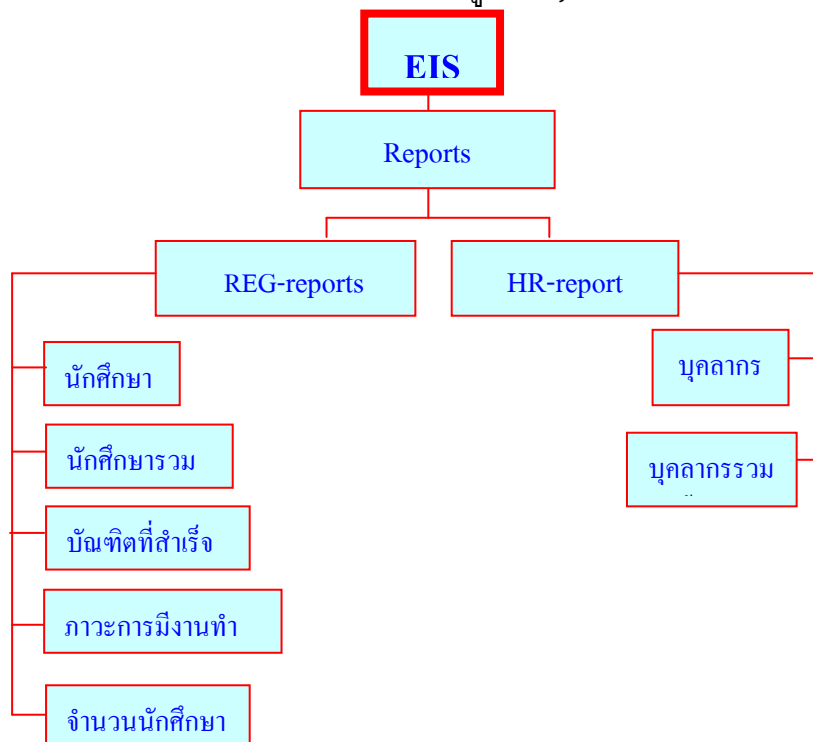 EIS
Reports
REG-reports
HR-report
นักศึกษา
นักศึกษารวม
บัณฑิตที่สำเร็จ
ภาวะการมีงานทำ
จำนวนนักศึกษา
บุคลากร
บุคลากรรวม